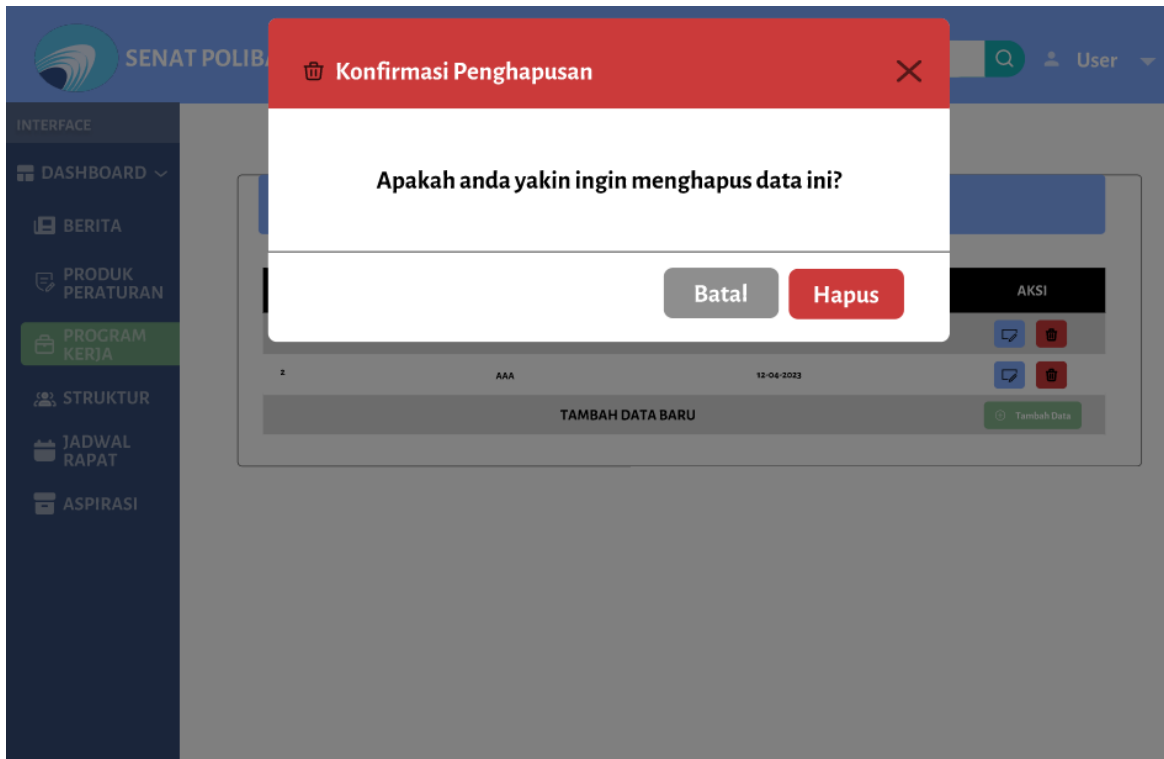 SENAT POLIBA
Konfirmasi Penghapusan
User
INTERFACE
Apakah anda yakin ingin menghapus data ini?
Batal
Hapus
DASHBOARD
BERITA
PRODUK
PERATURAN
PROGRAM
KERJA
STRUKTUR
JADWAL
RAPAT
ASPIRASI
AKSI
2 AAA 12-04-2023
TAMBAH DATA BARU
Tambah Data